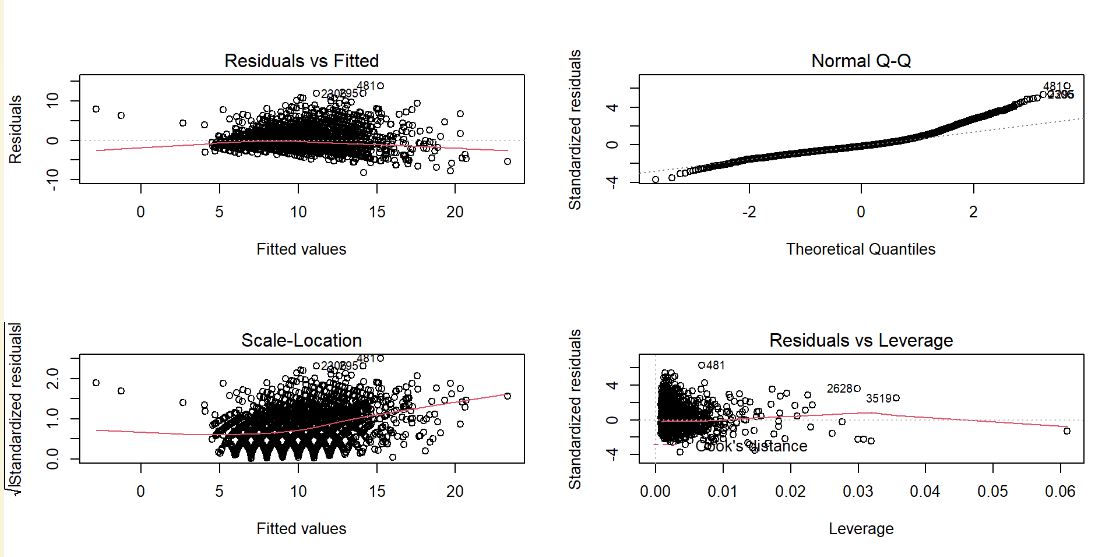 Residuals vs Fitted
Residuals
10
0
-10
481
2305
0 5 10 15 20
Fitted values
Normal Q-Q
Standardized residuals
4
0
-4
481
-2 0 2
Theoretical Quantiles
Scale-Location
√|Standardized residuals|
2.0
1.0
0.0
481
0 5 10 15 20
Fitted values
Residuals vs Leverage
Standardized residuals
4
0
-4
481
2628
3519
Cook's distance
0.00 0.01 0.02 0.03 0.04 0.05 0.06
Leverage